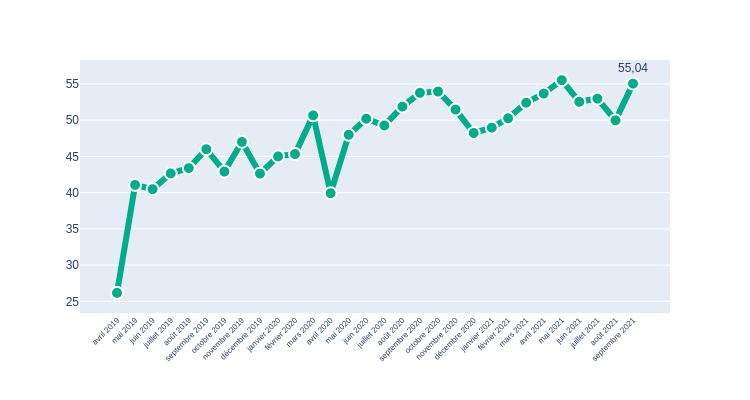 55,04
55
50
45
40
35
30
25
avril 2019
mai 2019
juin 2019
juillet 2019
août 2019
septembre 2019
octobre 2019
novembre 2019
décembre 2019
janvier 2020
février 2020
mars 2020
avril 2020
mai 2020
juin 2020
juillet 2020
août 2020
septembre 2020
octobre 2020
novembre 2020
décembre 2020
janvier 2021
février 2021
mars 2021
avril 2021
mai 2021
juin 2021
juillet 2021
août 2021
septembre 2021